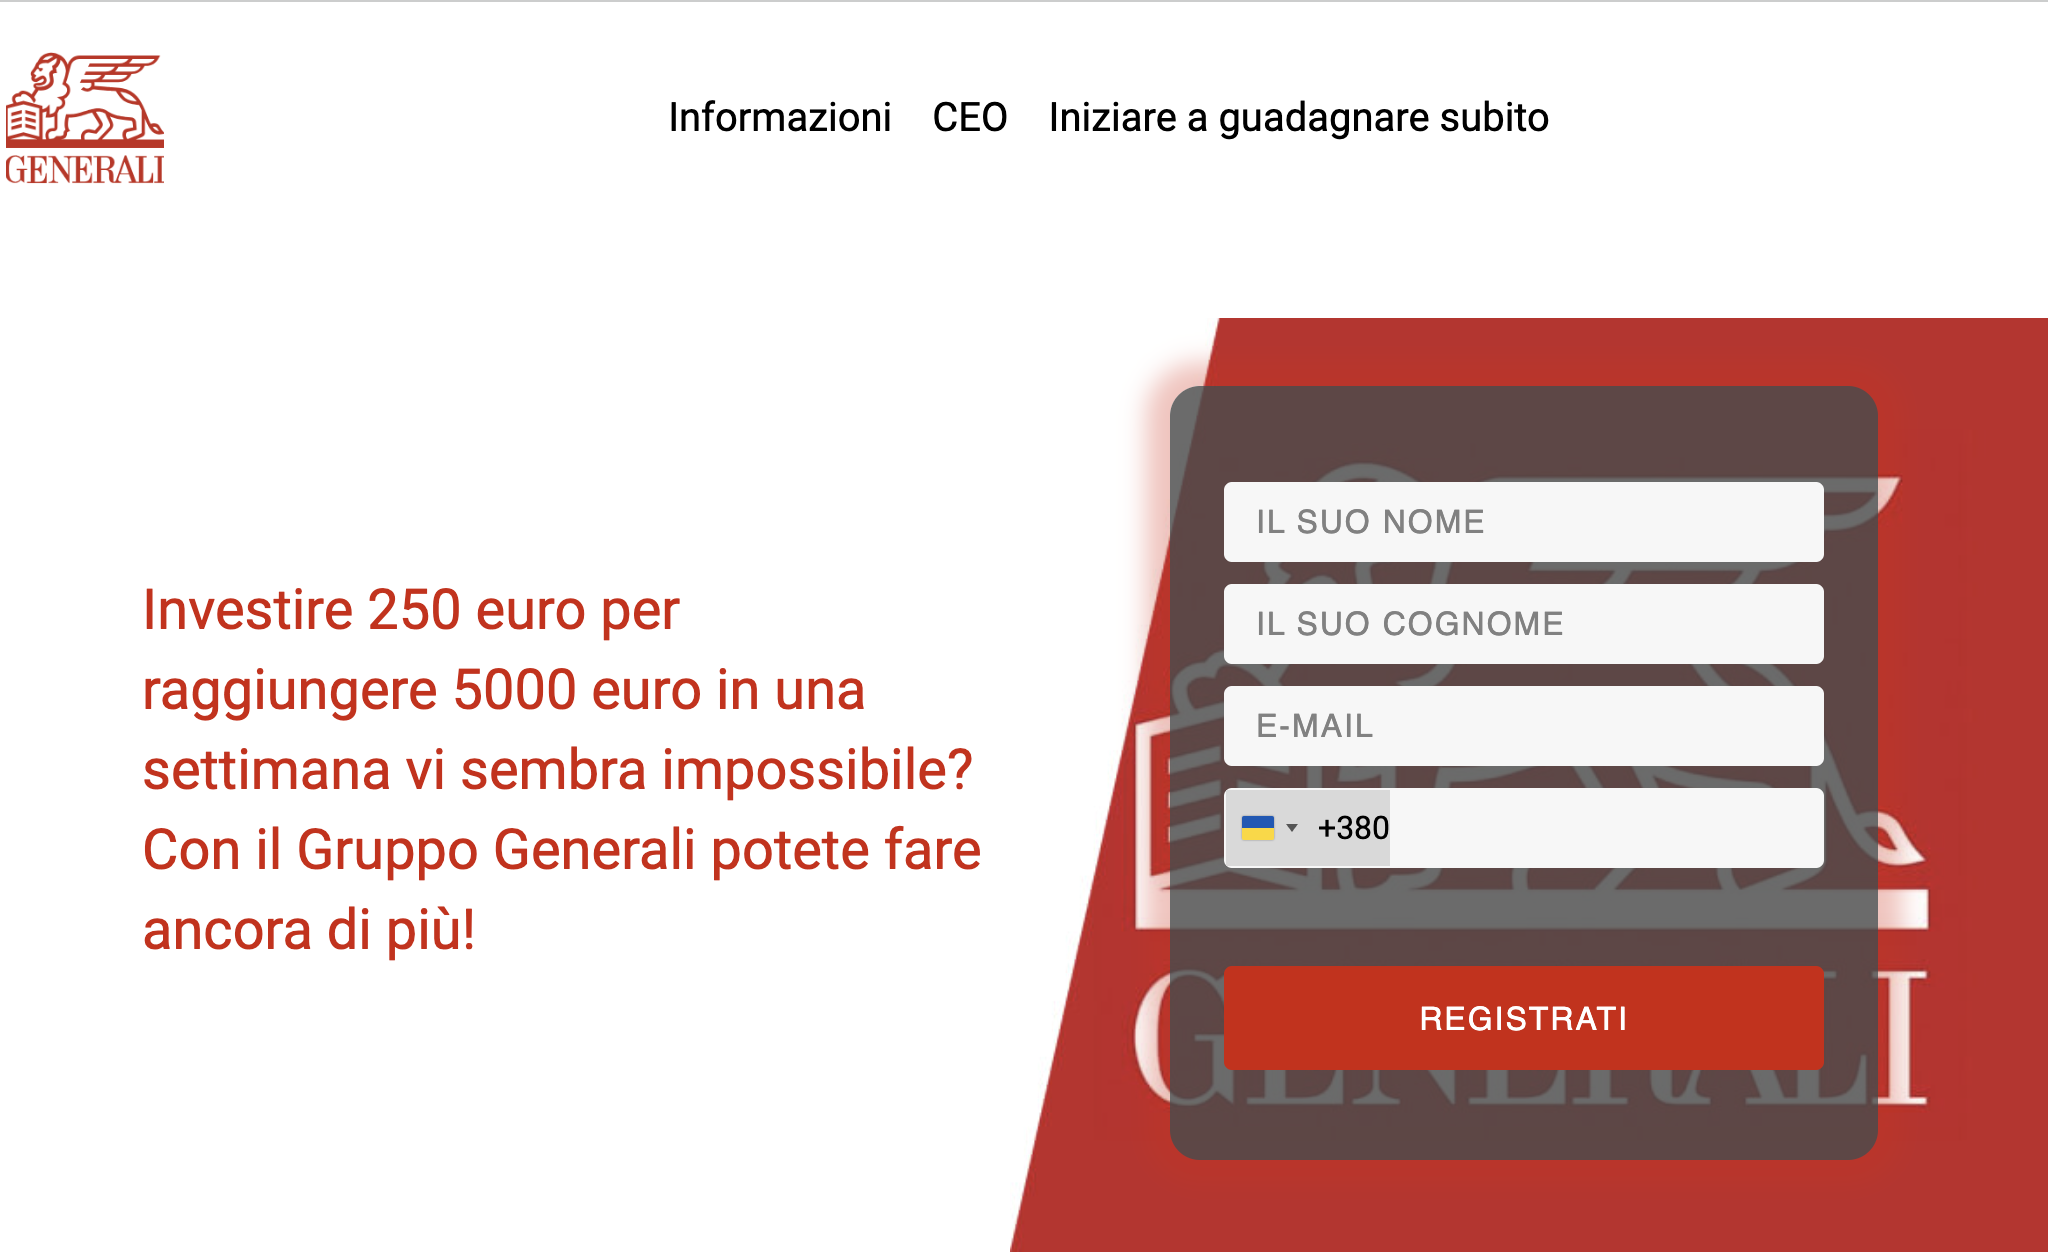 GENERALI
Informazioni CEO Iniziare a guadagnare subito
Investire 250 euro per
raggiungere 5000 euro in una
settimana vi sembra impossibile?
Con il Gruppo Generali potete fare
ancora di più!
IL SUO NOME
IL SUO COGNOME
E-MAIL
+380
REGISTRATI
GENERALI